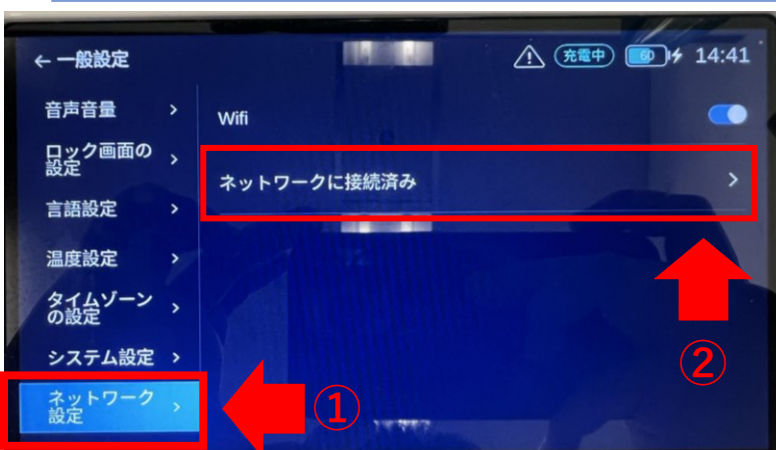 ← 一般設定
充電中 60 14:41
音声音量 >
ロック画面の
設定 >
言語設定 >
温度設定 >
タイムゾーン
の設定 >
システム設定 >
ネットワーク
設定 >
Wifi
ネットワークに接続済み >
①
②